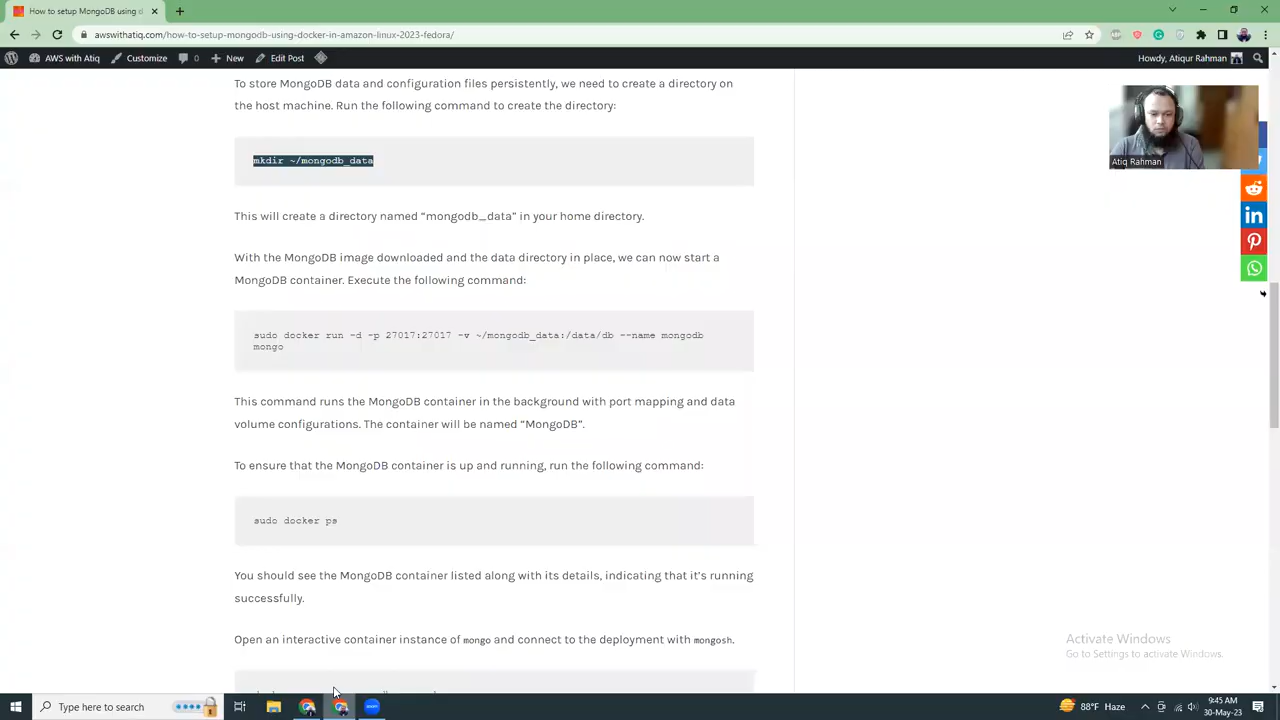 How to setup MongoDB using d
awswithatiq.com/how-to-setup-mongodb-using-docker-in-amazon-linux-2023-fedora/
AWS with Atiq
Customize
0
New
Edit Post
Howdy, Atiqur Rahman
To store MongoDB data and configuration files persistently, we need to create a directory on
the host machine. Run the following command to create the directory:
mkdir ~/mongodb_data
Atiq Rahman
This will create a directory named “mongodb_data” in your home directory.
With the MongoDB image downloaded and the data directory in place, we can now start a
MongoDB container. Execute the following command:
sudo docker run -d -p 27017:27017 -v ~/mongodb_data:/data/db --name mongodb
mongo
This command runs the MongoDB container in the background with port mapping and data
volume configurations. The container will be named “MongoDB”.
To ensure that the MongoDB container is up and running, run the following command:
sudo docker ps
You should see the MongoDB container listed along with its details, indicating that it’s running
successfully.
Open an interactive container instance of mongo and connect to the deployment with mongosh.
Activate Windows
Go to Settings to activate Windows.
Type here to search
88°F Haze
9:45 AM
30-May-23